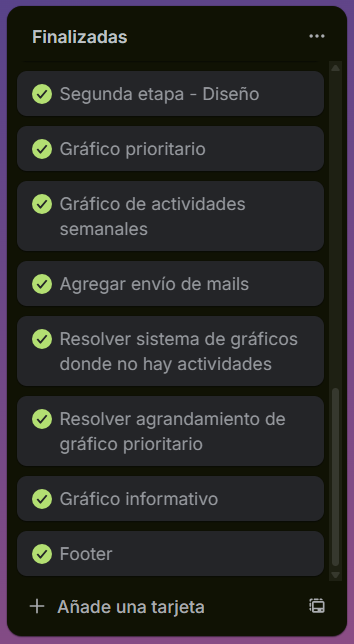 Finalizadas
Segunda etapa - Diseño
Gráfico prioritario
Gráfico de actividades
semanales
Agregar envío de mails
Resolver sistema de gráficos
donde no hay actividades
Resolver agrandamiento de
gráfico prioritario
Gráfico informativo
Footer
Añade una tarjeta